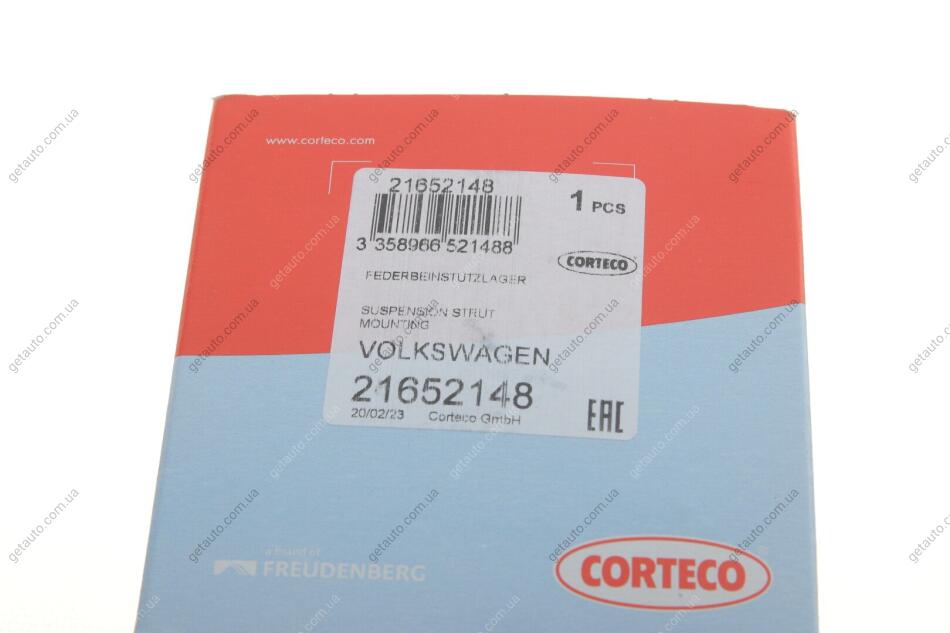 www.corteco.com
21652148
1 PCS
3 358966 521488
CORTECO
FEDERBEINSTUTZLAGER
SUSPENSION STRUT
MOUNTING
VOLKSWAGEN
21652148
20/02/23 Corteco GmbH
EAC
a brand of
FREUDENBERG
CORTECO
getauto.com.ua